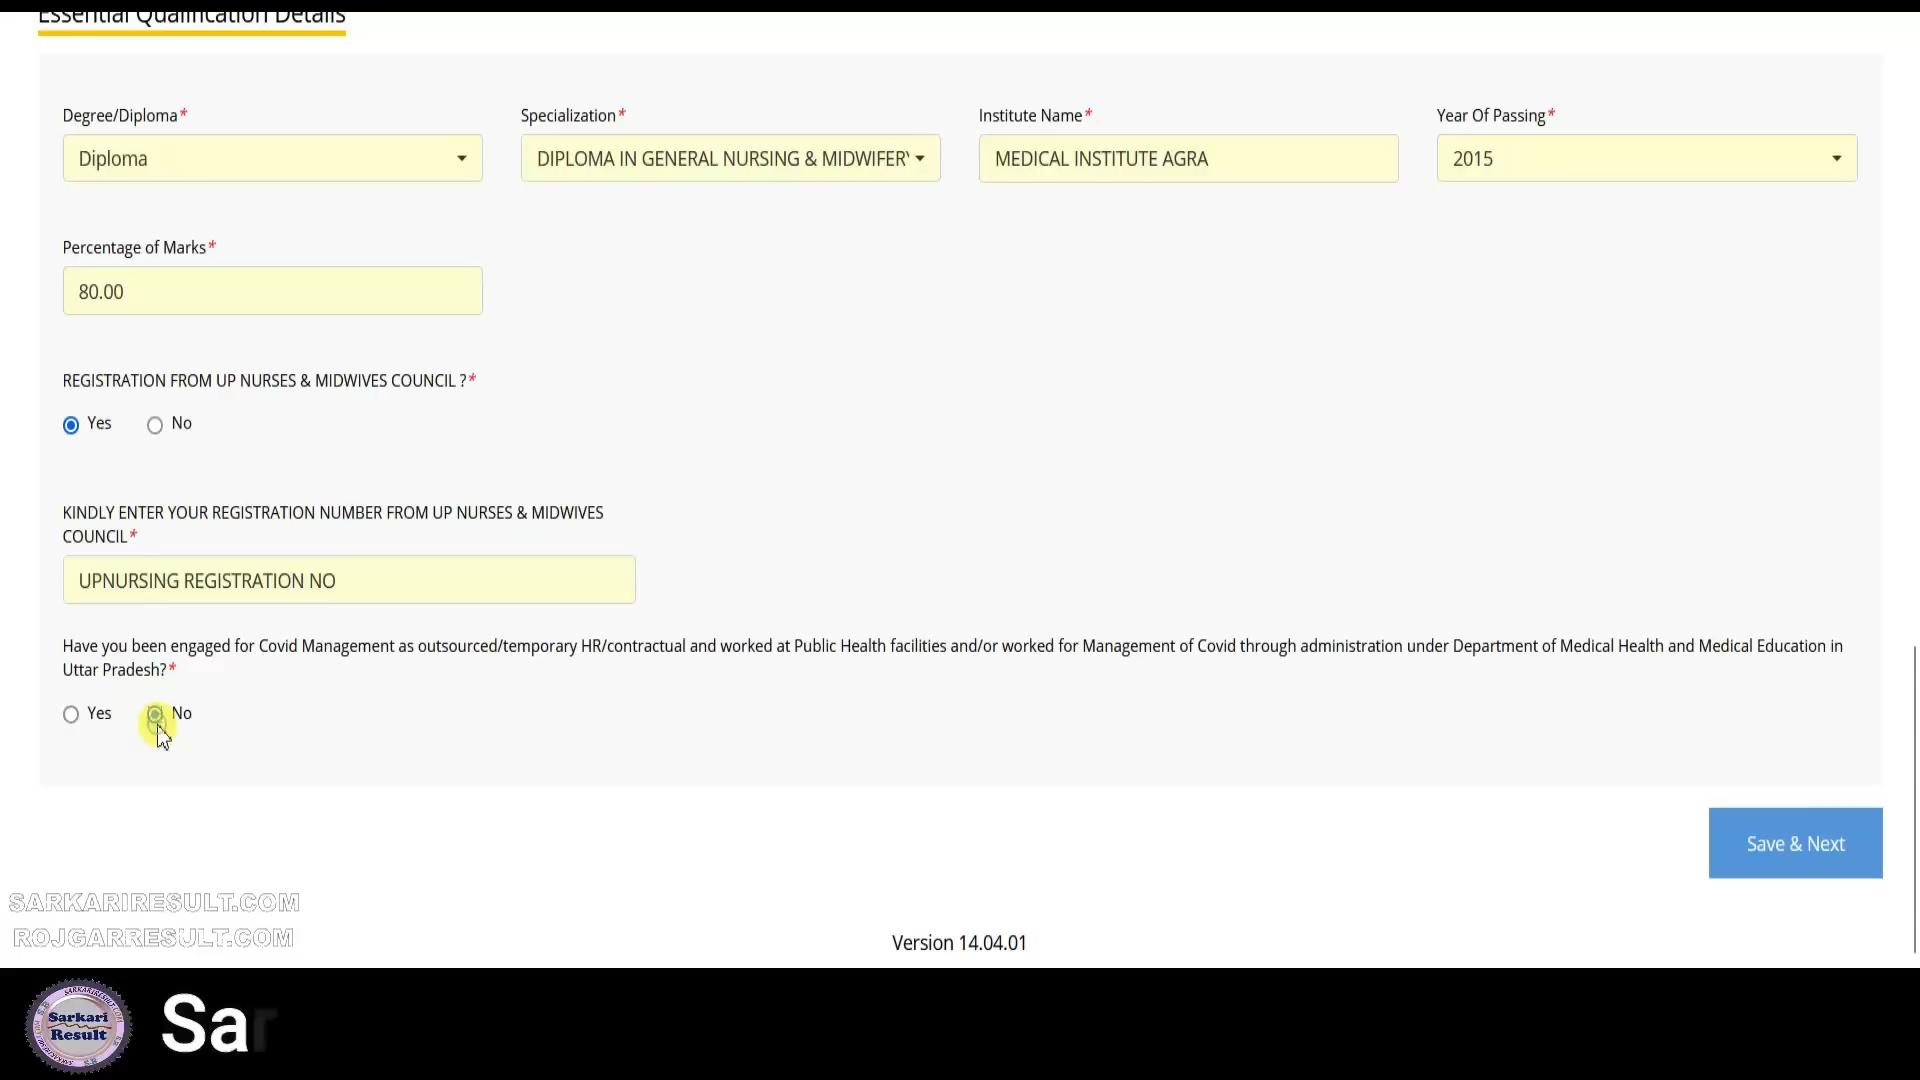 Essential Qualification Details
Degree/Diploma*
Specialization*
Institute Name*
Year Of Passing*
Diploma
DIPLOMA IN GENERAL NURSING & MIDWIFERY
MEDICAL INSTITUTE AGRA
2015
Percentage of Marks*
80.00
REGISTRATION FROM UP NURSES & MIDWIVES COUNCIL ?*
Yes No
KINDLY ENTER YOUR REGISTRATION NUMBER FROM UP NURSES & MIDWIVES
COUNCIL*
UPNURSING REGISTRATION NO
Have you been engaged for Covid Management as outsourced/temporary HR/contractual and worked at Public Health facilities and/or worked for Management of Covid through administration under Department of Medical Health and Medical Education in
Uttar Pradesh?*
Yes No
Save & Next
SARKARIRESULT.COM
ROJGARRESULT.COM
Version 14.04.01
Sarkari
Result
Sar